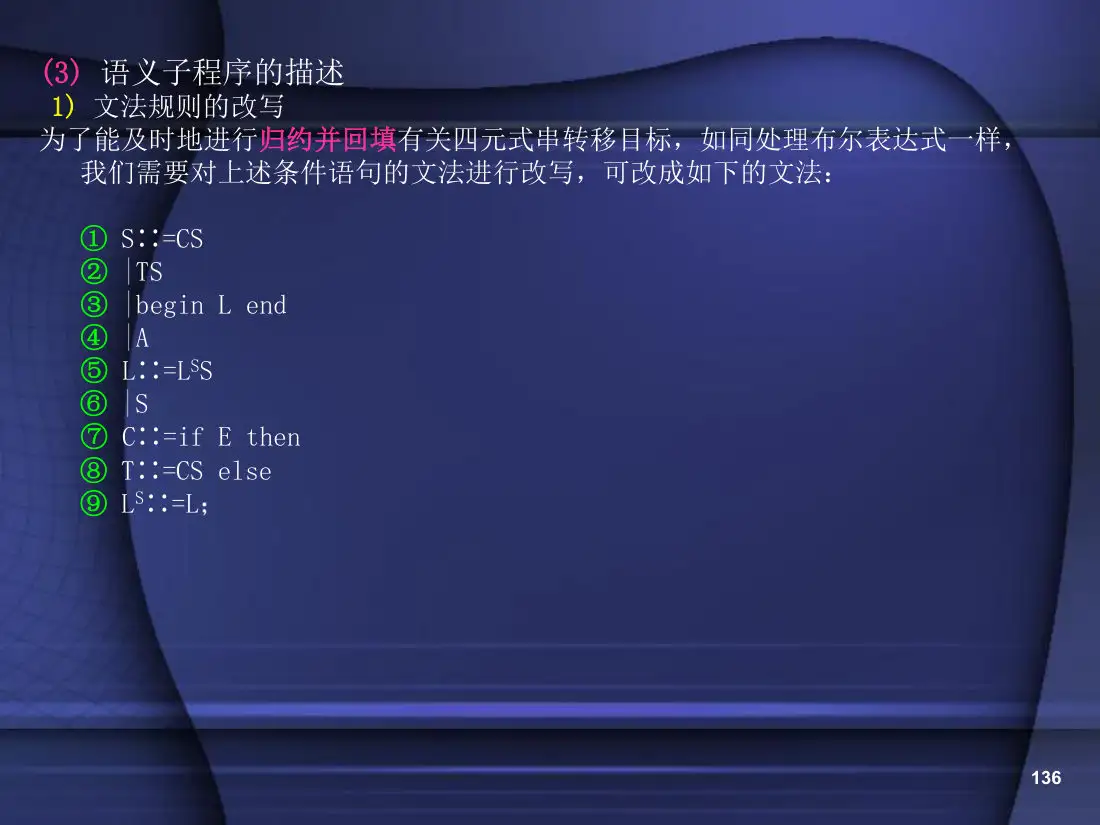 (3) 语义子程序的描述
1) 文法规则的改写
为了能及时地进行归约并回填有关四元式串转移目标，如同处理布尔表达式一样，
我们需要对上述条件语句的文法进行改写，可改成如下的文法：
① S∷=CS
② |TS
③ |begin L end
④ |A
⑤ L∷=LˢS
⑥ |S
⑦ C∷=if E then
⑧ T∷=CS else
⑨ Lˢ∷=L；
136